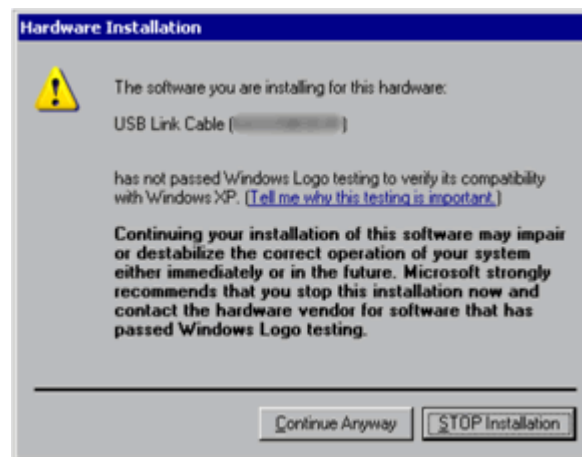 Hardware Installation
The software you are installing for this hardware:
USB Link Cable ( )
has not passed Windows Logo testing to verify its compatibility
with Windows XP. (Tell me why this testing is important.)
Continuing your installation of this software may impair
or destabilize the correct operation of your system
either immediately or in the future. Microsoft strongly
recommends that you stop this installation now and
contact the hardware vendor for software that has
passed Windows Logo testing.
Continue Anyway
STOP Installation